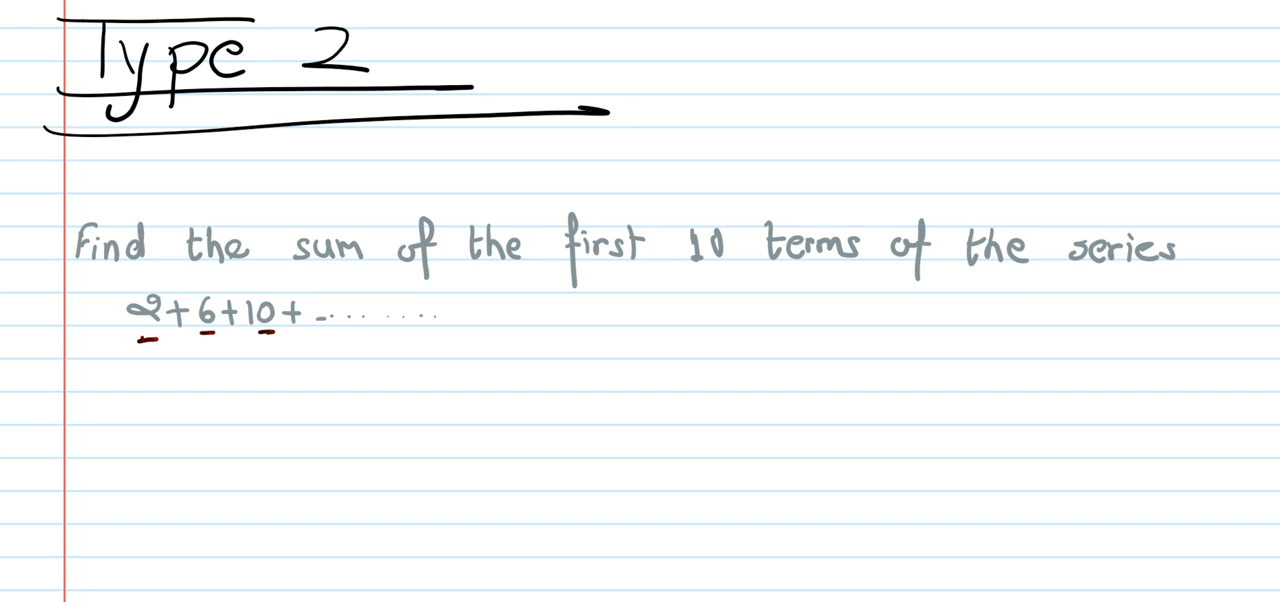 Type 2
Find the sum of the first 10 terms of the series
2+6+10+ ........